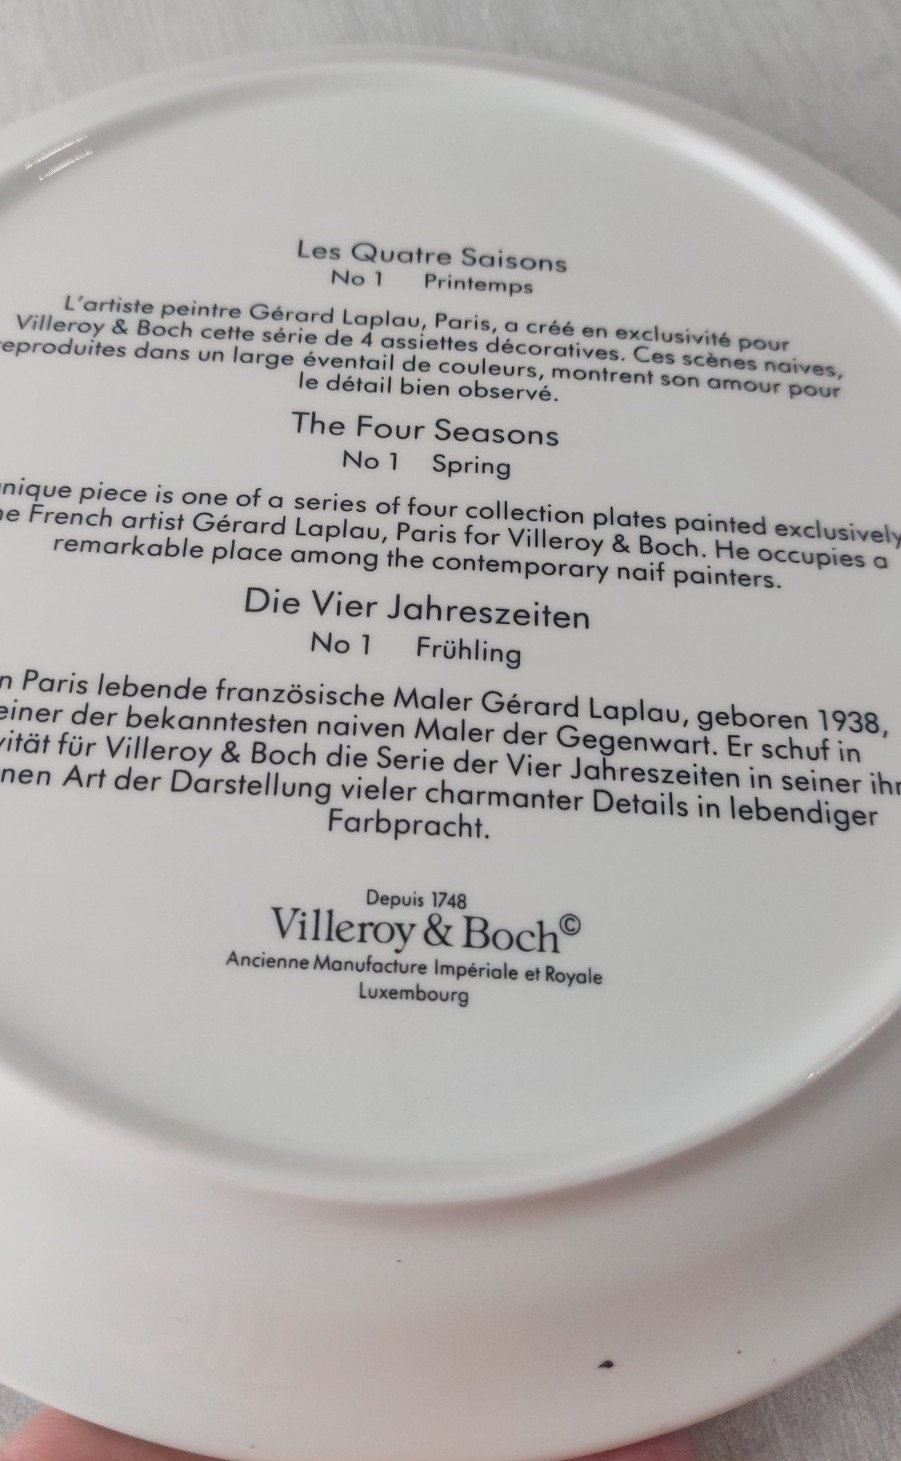 Les Quatre Saisons
No 1 Printemps
L'artiste peintre Gérard Laplau, Paris, a créé en exclusivité pour
Villeroy & Boch cette série de 4 assiettes décoratives. Ces scènes naives,
eproduites dans un large éventail de couleurs, montrent son amour pour
le détail bien observé.
The Four Seasons
No 1 Spring
nique piece is one of a series of four collection plates painted exclusively
he French artist Gérard Laplau, Paris for Villeroy & Boch. He occupies a
remarkable place among the contemporary naif painters.
Die Vier Jahreszeiten
No 1 Frühling
n Paris lebende französische Maler Gérard Laplau, geboren 1938,
einer der bekanntesten naiven Maler der Gegenwart. Er schuf in
vität für Villeroy & Boch die Serie der Vier Jahreszeiten in seiner ihr
nen Art der Darstellung vieler charmanter Details in lebendiger
Farbpracht.
Depuis 1748
Villeroy & Boch©
Ancienne Manufacture Impériale et Royale
Luxembourg